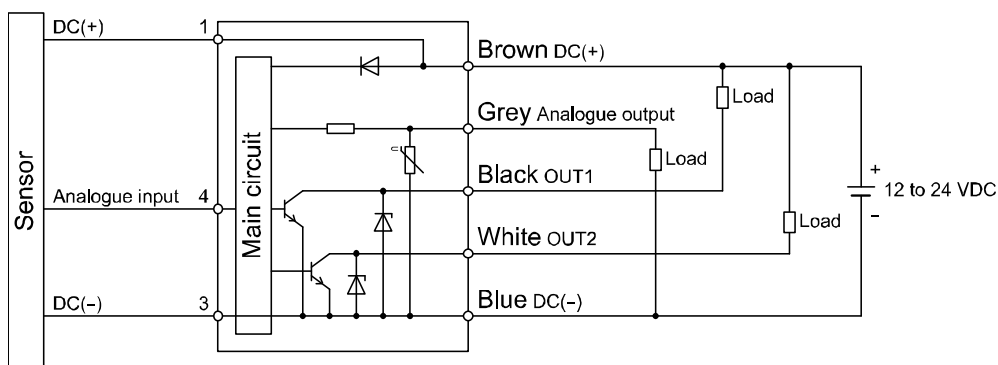 Sensor
DC(+) 1
Analogue input 4
DC(−) 3
Main circuit
n
Brown DC(+)
Grey Analogue output
Black OUT1
White OUT2
Blue DC(−)
Load
Load
Load
+
12 to 24 VDC
−